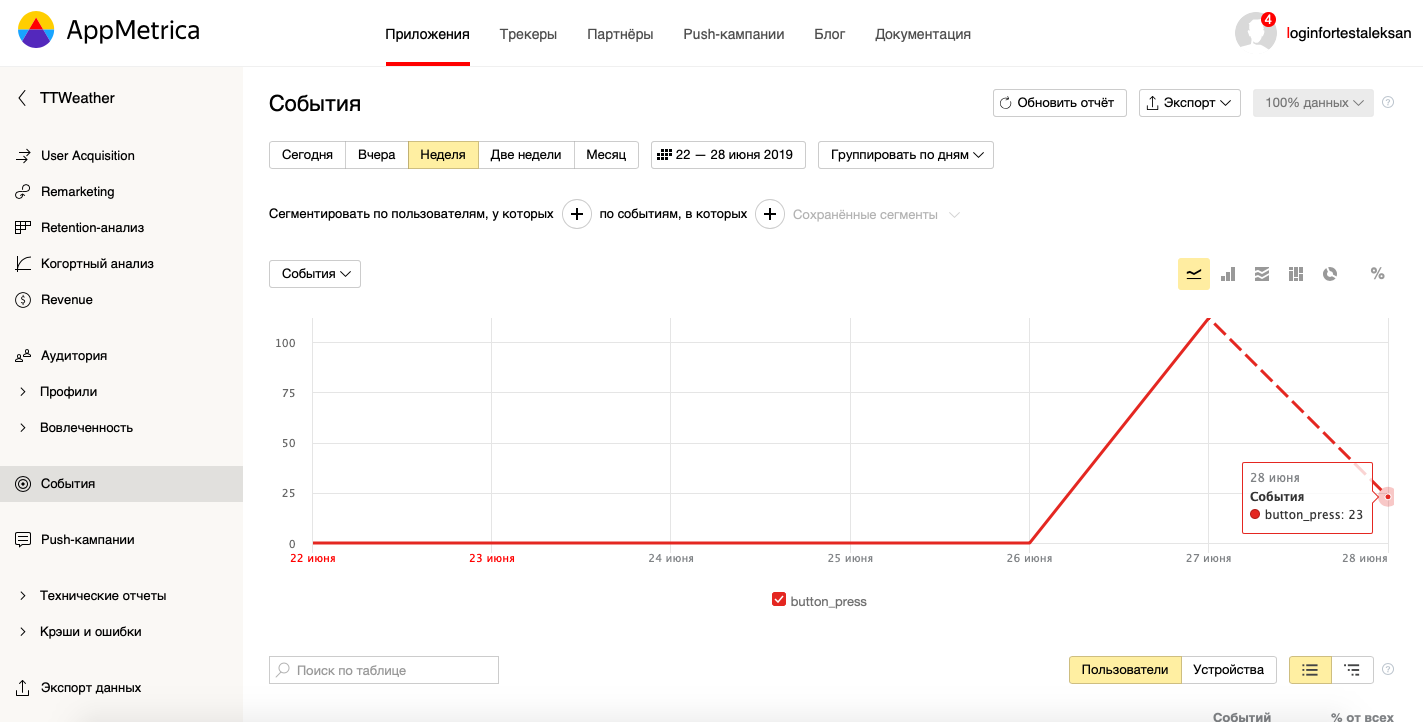 AppMetrica
Приложения Трекеры Партнёры Push-кампании Блог Документация
4
loginfortestaleksan
TTWeather
User Acquisition
Remarketing
Retention-анализ
Когортный анализ
Revenue
Аудитория
Профили
Вовлеченность
События
Push-кампании
Технические отчеты
Крэши и ошибки
Экспорт данных
События
Обновить отчёт Экспорт 100% данных ?
Сегодня Вчера Неделя Две недели Месяц 22 — 28 июня 2019 Группировать по дням
Сегментировать по пользователям, у которых + по событиям, в которых + Сохранённые сегменты
События
%
100
75
50
25
0
22 июня 23 июня 24 июня 25 июня 26 июня 27 июня 28 июня
28 июня
События
button_press: 23
button_press
Поиск по таблице
Пользователи Устройства ?
Событий % от всех